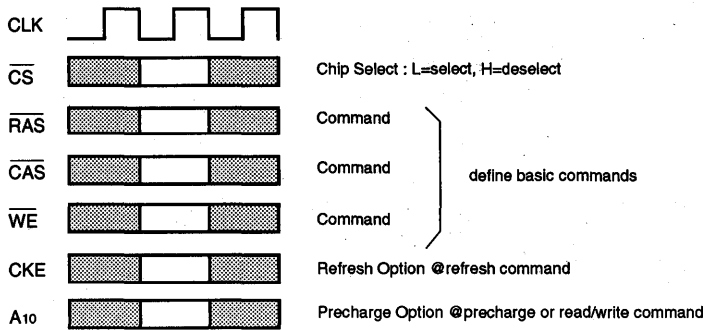 CLK
CS Chip Select : L=select, H=deselect
RAS Command
CAS Command
define basic commands
WE Command
CKE Refresh Option @refresh command
A10 Precharge Option @precharge or read/write command